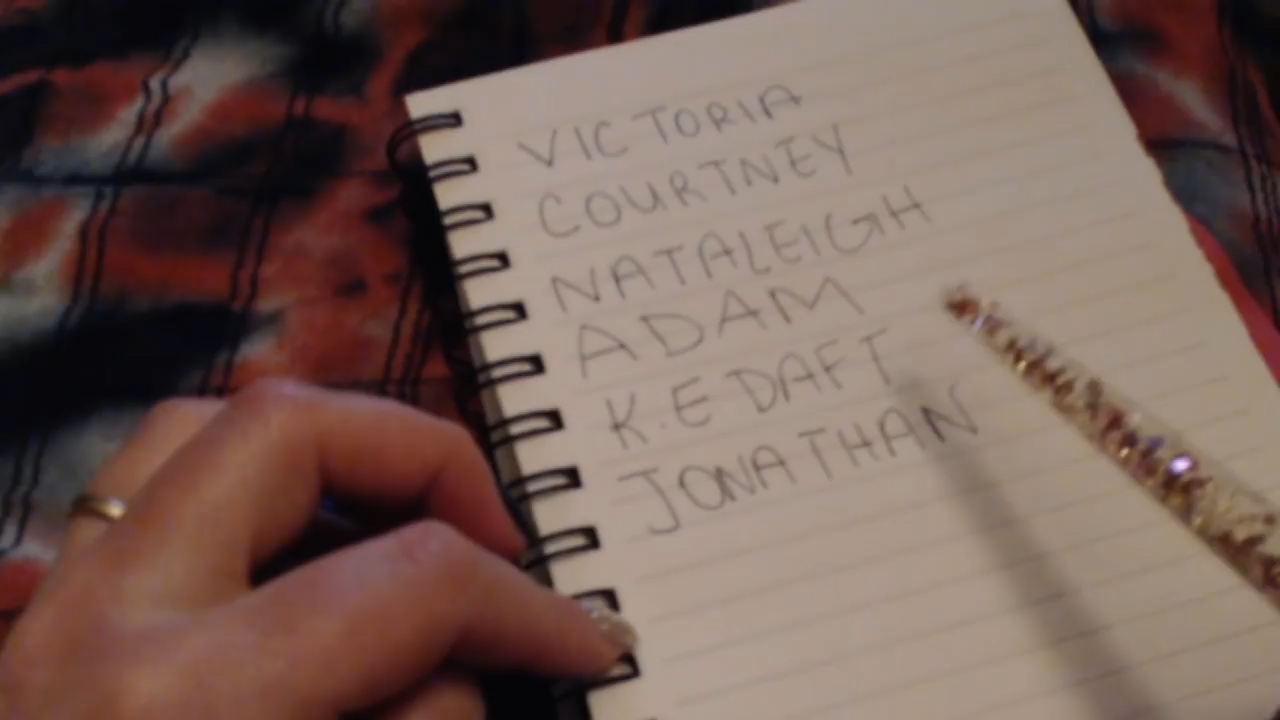 VICTORIA
COURTNEY
NATALEIGH
ADAM
K.E DAFT
JONATHAN